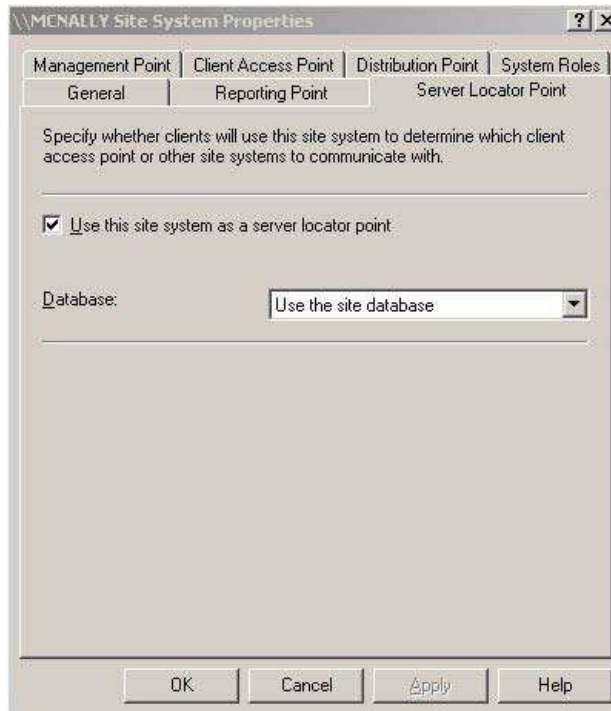 \\MCNALLY Site System Properties
Management Point
Client Access Point
Distribution Point
System Roles
General
Reporting Point
Server Locator Point
Specify whether clients will use this site system to determine which client
access point or other site systems to communicate with.
Use this site system as a server locator point
Database:
Use the site database
OK
Cancel
Apply
Help